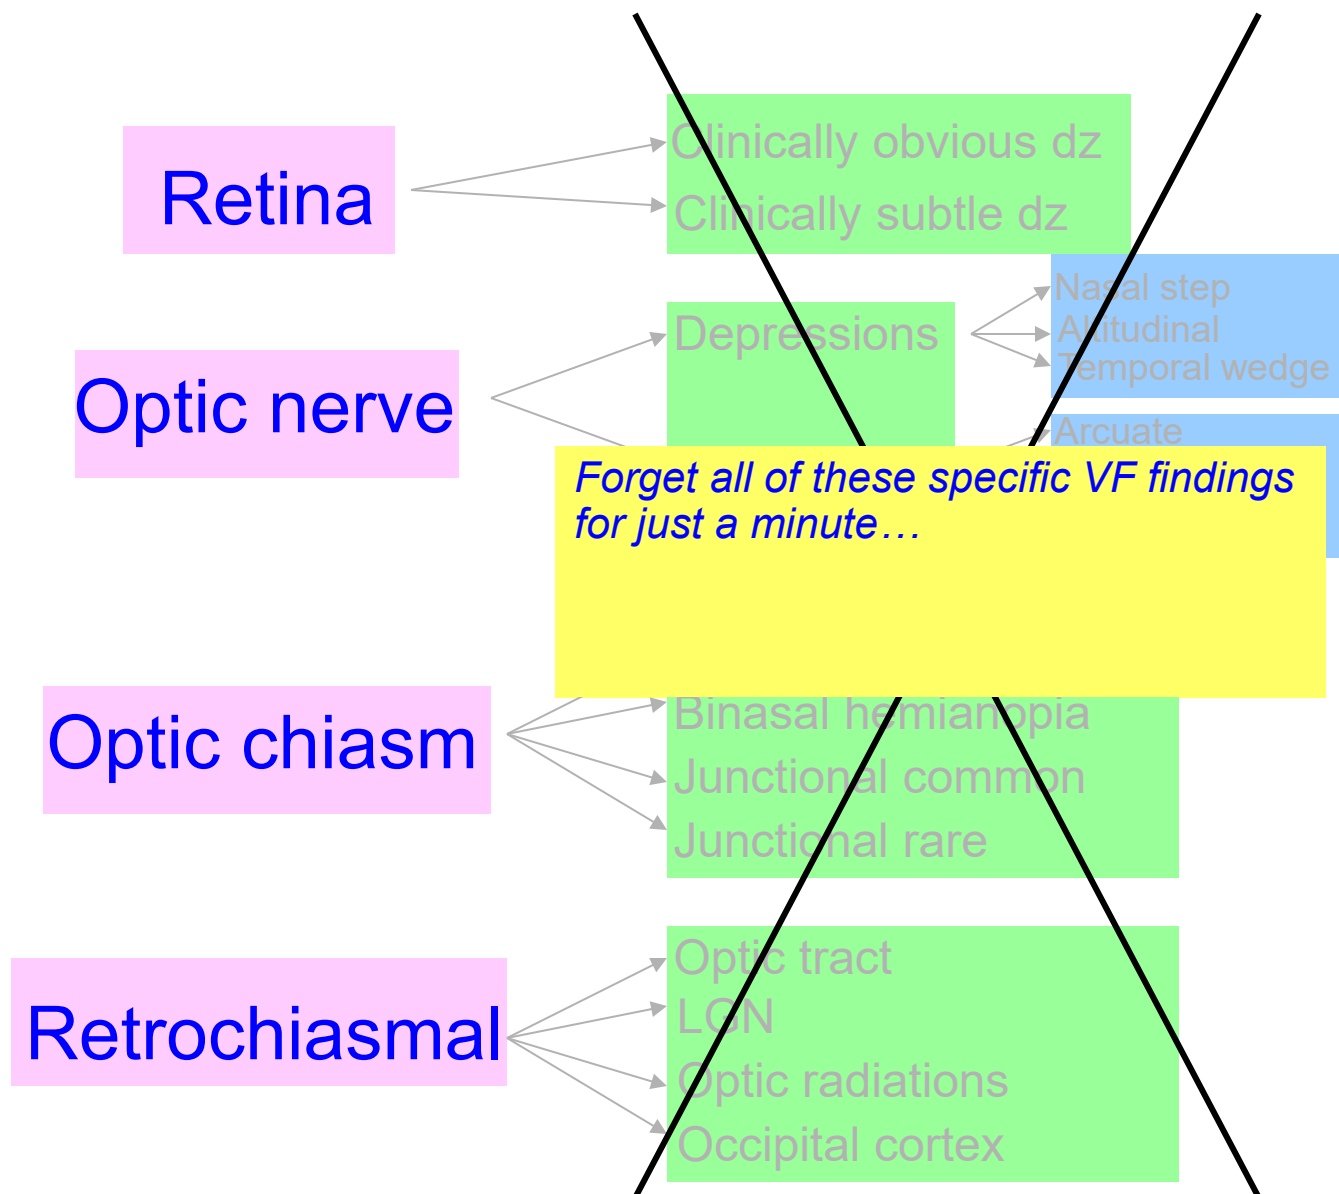 Retina
Clinically obvious dz
Clinically subtle dz
Optic nerve
Depressions
Nasal step
Altitudinal
Temporal wedge
Arcuate
Forget all of these specific VF findings
for just a minute…
Optic chiasm
Binasal hemianopia
Junctional common
Junctional rare
Retrochiasmal
Optic tract
LGN
Optic radiations
Occipital cortex